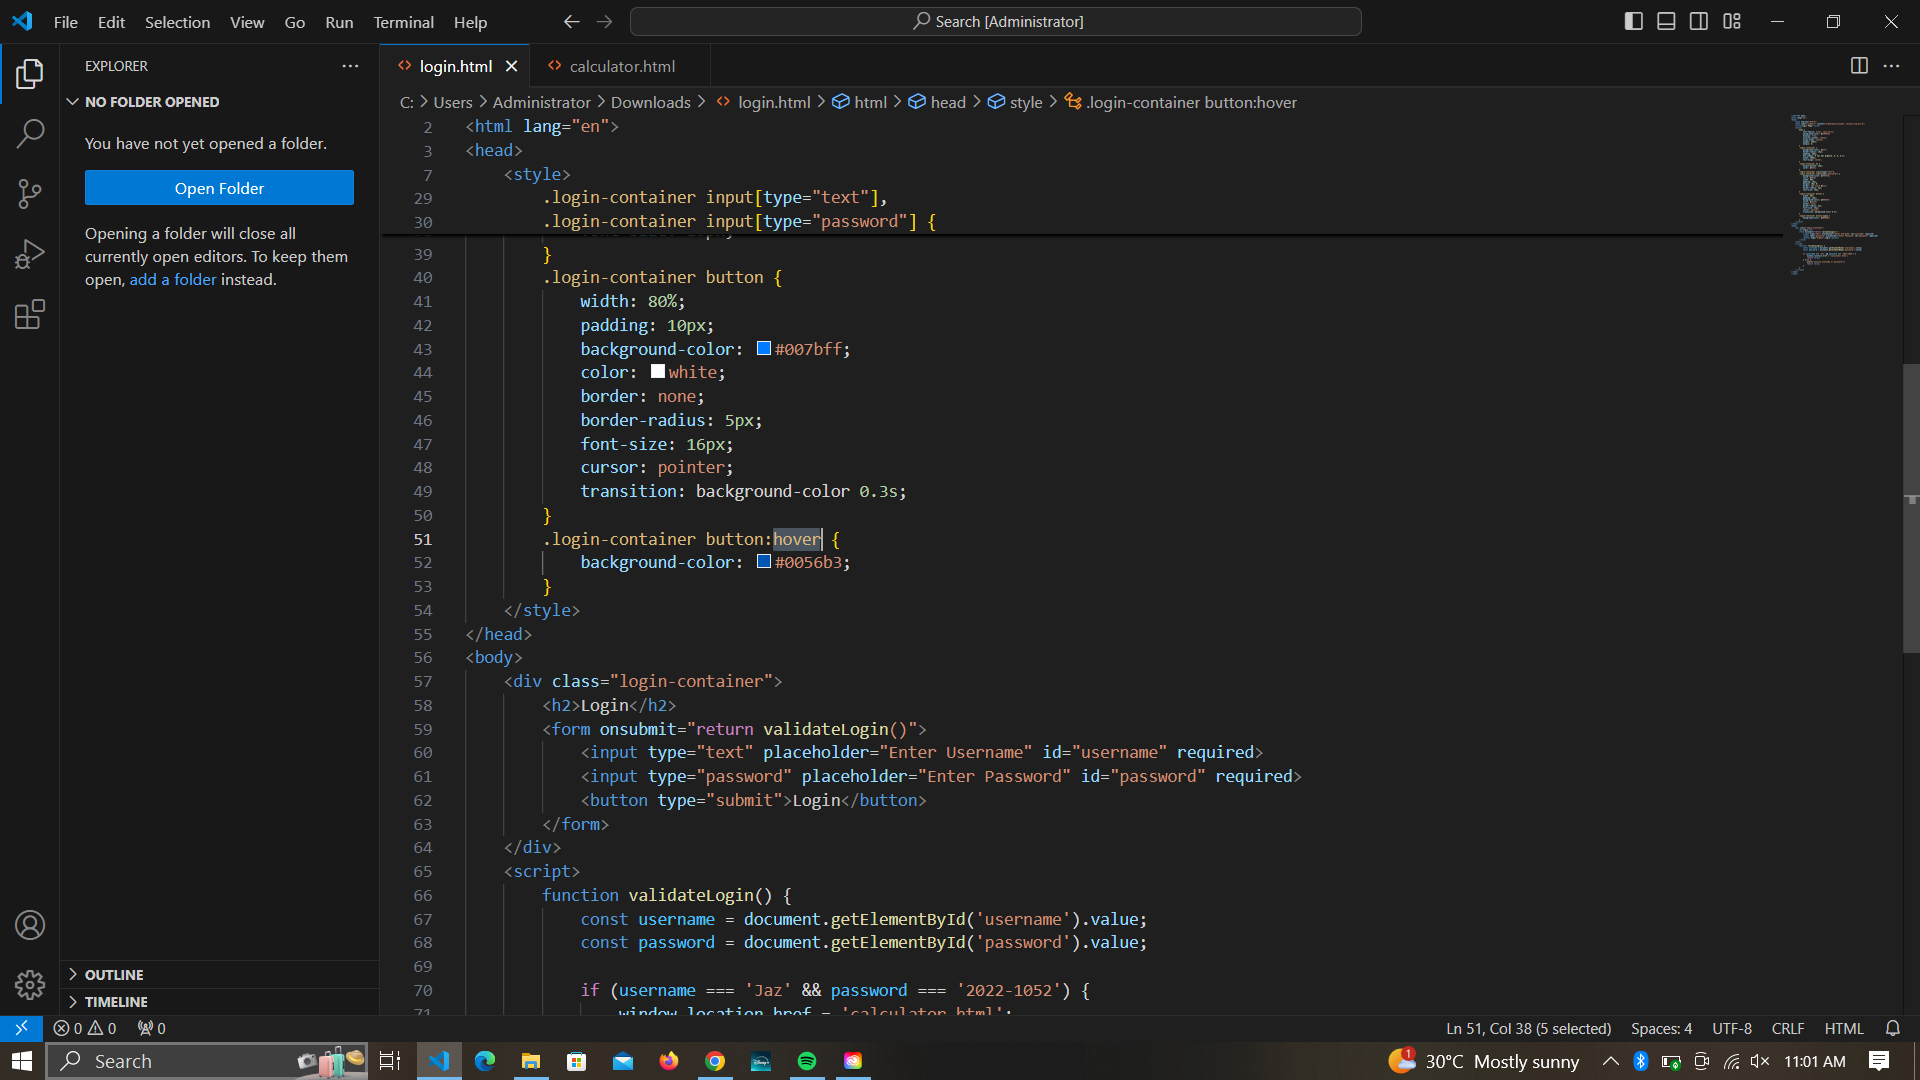 File Edit Selection View Go Run Terminal Help
Search [Administrator]
EXPLORER
NO FOLDER OPENED
You have not yet opened a folder.
Open Folder
Opening a folder will close all
currently open editors. To keep them
open, add a folder instead.
OUTLINE
TIMELINE
login.html
calculator.html
C: > Users > Administrator > Downloads > login.html > html > head > style > .login-container button:hover
2 <html lang="en">
3 <head>
7 <style>
29 .login-container input[type="text"],
30 .login-container input[type="password"] {
39 }
40 .login-container button {
41 width: 80%;
42 padding: 10px;
43 background-color: #007bff;
44 color: white;
45 border: none;
46 border-radius: 5px;
47 font-size: 16px;
48 cursor: pointer;
49 transition: background-color 0.3s;
50 }
51 .login-container button:hover {
52 background-color: #0056b3;
53 }
54 </style>
55 </head>
56 <body>
57 <div class="login-container">
58 <h2>Login</h2>
59 <form onsubmit="return validateLogin()">
60 <input type="text" placeholder="Enter Username" id="username" required>
61 <input type="password" placeholder="Enter Password" id="password" required>
62 <button type="submit">Login</button>
63 </form>
64 </div>
65 <script>
66 function validateLogin() {
67 const username = document.getElementById('username').value;
68 const password = document.getElementById('password').value;
69
70 if (username === 'Jaz' && password === '2022-1052') {
71 window.location.href = 'calculator.html';
0 0 0
Ln 51, Col 38 (5 selected) Spaces: 4 UTF-8 CRLF HTML
Search
1 30°C Mostly sunny
11:01 AM